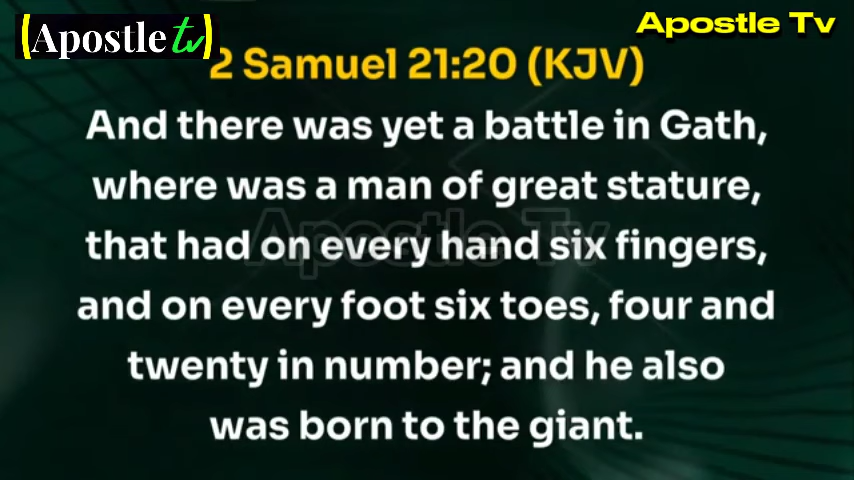 (Apostle tv)
Apostle Tv
2 Samuel 21:20 (KJV)
And there was yet a battle in Gath,
where was a man of great stature,
Apostle Tv
that had on every hand six fingers,
and on every foot six toes, four and
twenty in number; and he also
was born to the giant.